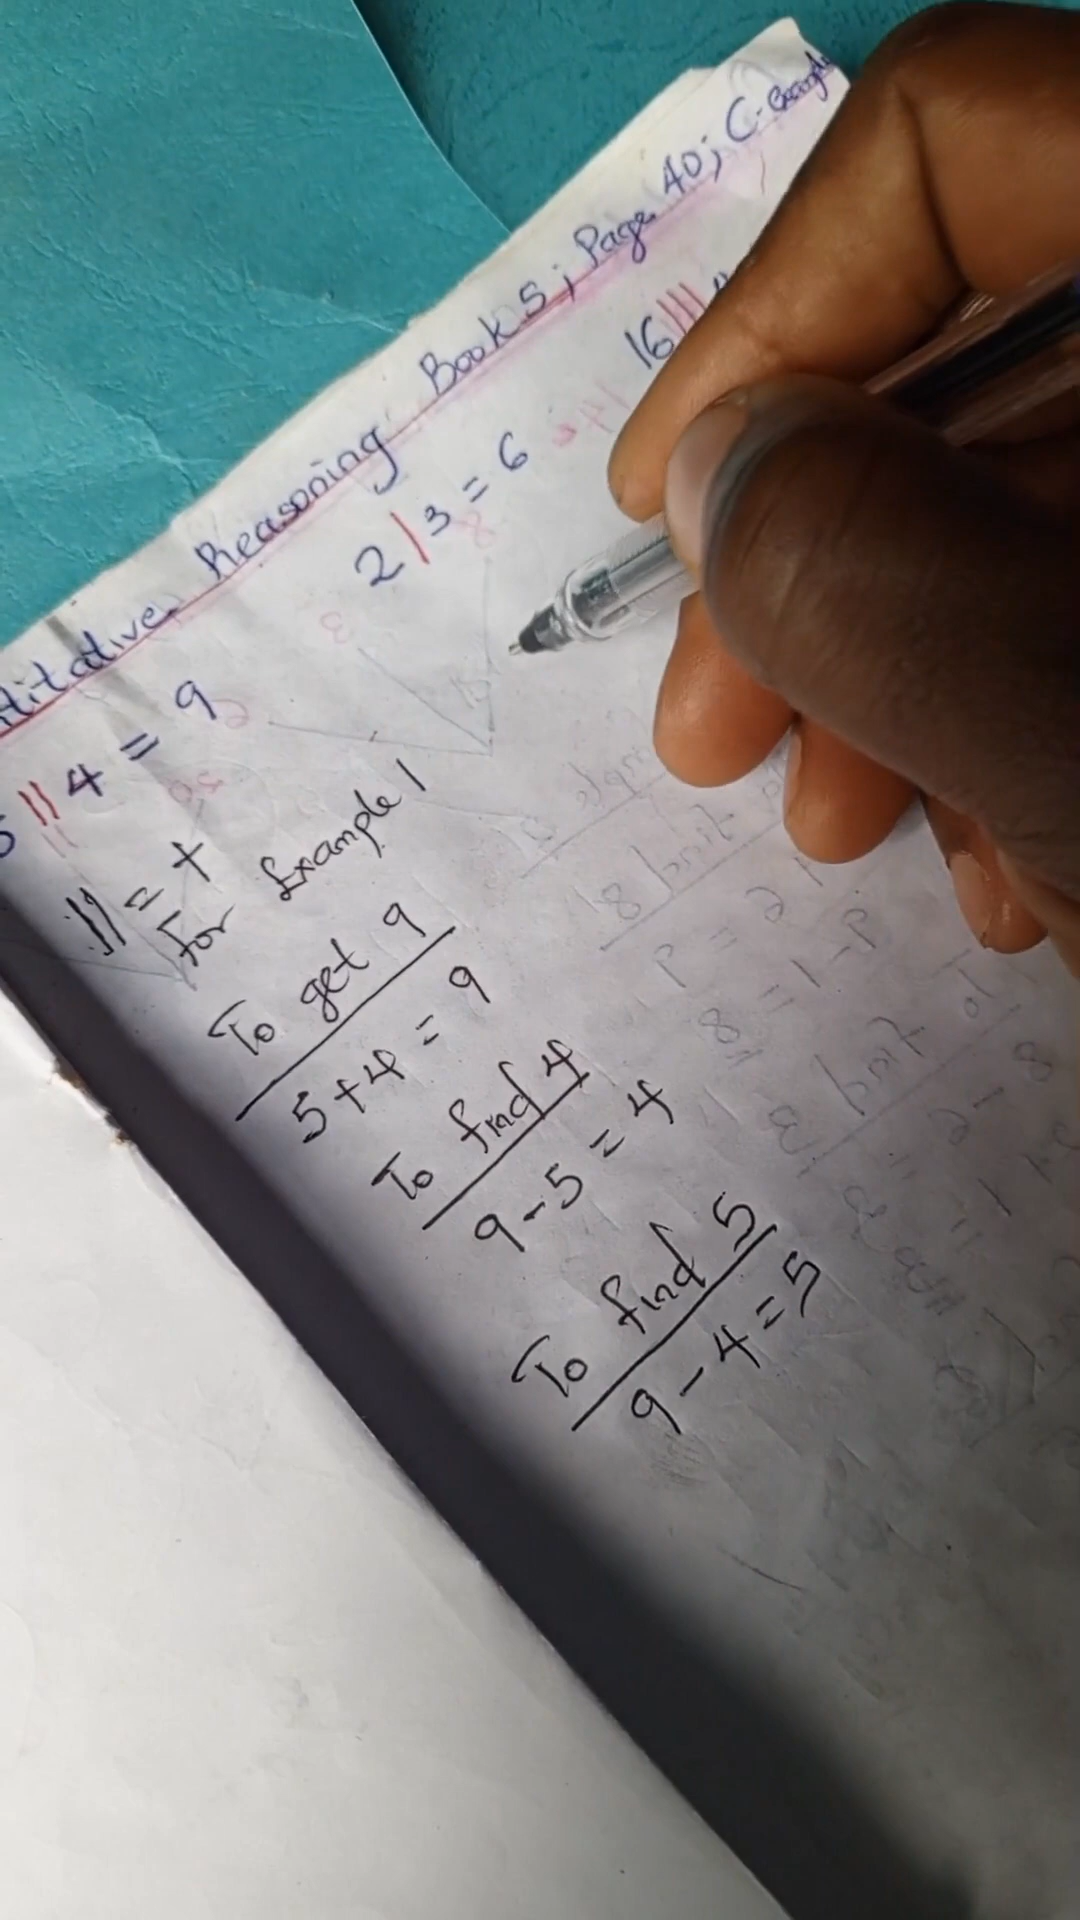 Reasoning Book 5; Page 40; C-
5 || 4 = 9
2 | 3 = 6
16 |||
|| = +
For Example 1
To get 9
5+4 = 9
To find 4
9-5 = 4
To find 5
9-4=5